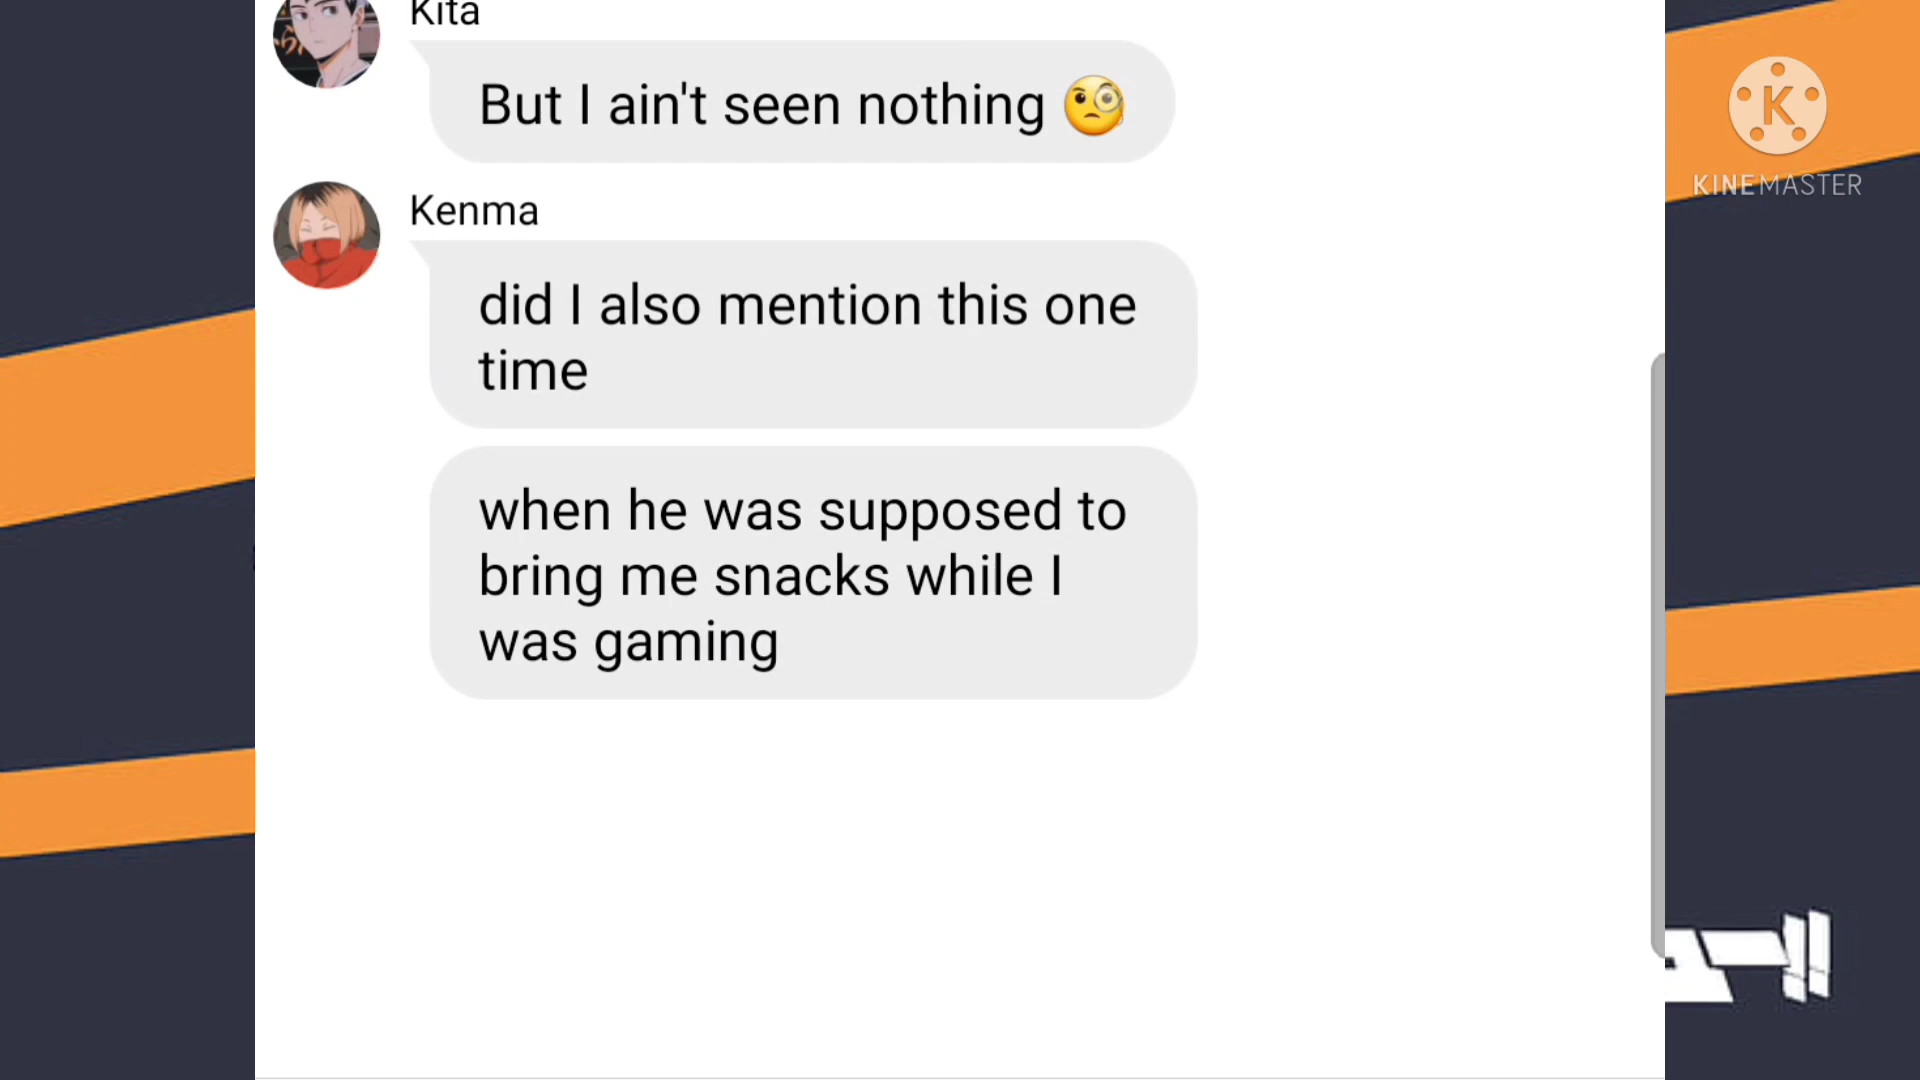 Kita
But I ain't seen nothing 🧐
KINEMASTER
Kenma
did I also mention this one
time
when he was supposed to
bring me snacks while I
was gaming